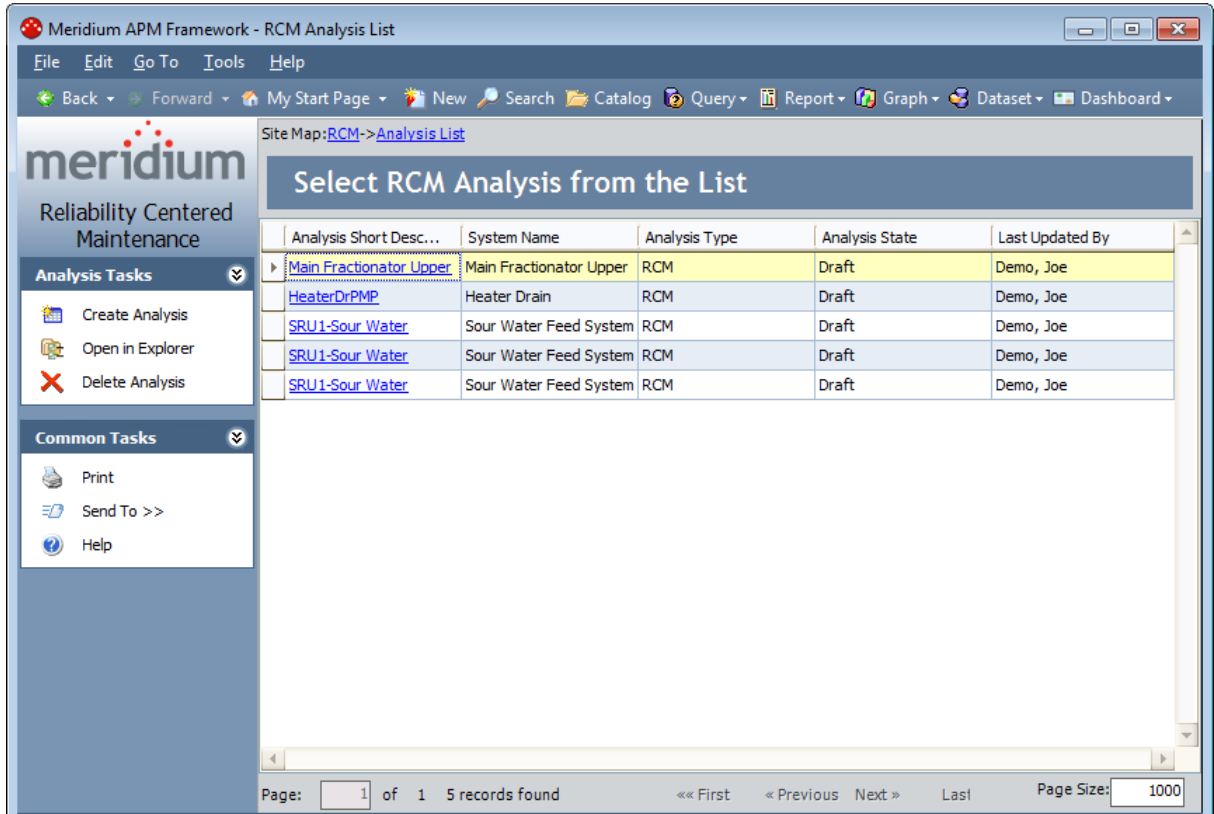 Meridium APM Framework - RCM Analysis List
File Edit Go To Tools Help
Back Forward My Start Page New Search Catalog Query Report Graph Dataset Dashboard
meridium
Reliability Centered
Maintenance
Analysis Tasks
Create Analysis
Open in Explorer
Delete Analysis
Common Tasks
Print
Send To >>
Help
Site Map:RCM->Analysis List
Select RCM Analysis from the List
Analysis Short Desc... System Name Analysis Type Analysis State Last Updated By
Main Fractionator Upper Main Fractionator Upper RCM Draft Demo, Joe
HeaterDrPMP Heater Drain RCM Draft Demo, Joe
SRU1-Sour Water Sour Water Feed System RCM Draft Demo, Joe
SRU1-Sour Water Sour Water Feed System RCM Draft Demo, Joe
SRU1-Sour Water Sour Water Feed System RCM Draft Demo, Joe
Page: 1 of 1 5 records found «« First « Previous Next » Last Page Size: 1000